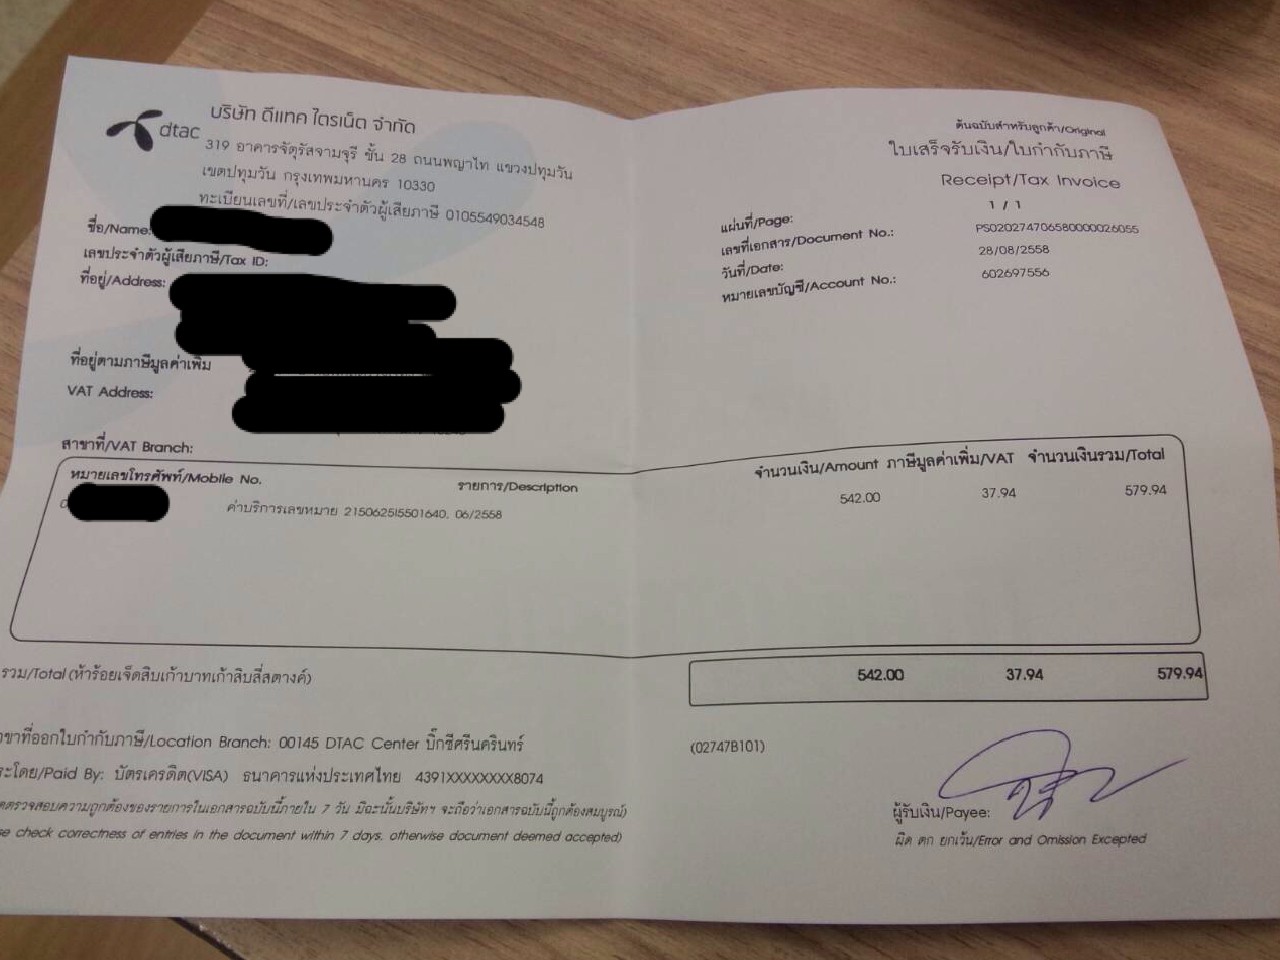 dtac
บริษัท ดีแทค ไตรเน็ต จำกัด
319 อาคารจัตุรัสจามจุรี ชั้น 28 ถนนพญาไท แขวงปทุมวัน
เขตปทุมวัน กรุงเทพมหานคร 10330
ทะเบียนเลขที่/เลขประจำตัวผู้เสียภาษี 0105549034548
ต้นฉบับสำหรับลูกค้า/Original
ใบเสร็จรับเงิน/ใบกำกับภาษี
Receipt/Tax Invoice
ชื่อ/Name:
เลขประจำตัวผู้เสียภาษี/Tax ID:
ที่อยู่/Address:
ที่อยู่ตามภาษีมูลค่าเพิ่ม
VAT Address:
สาขาที่/VAT Branch:
แผ่นที่/Page: 1 / 1
เลขที่เอกสาร/Document No.: PS020274706580000026055
วันที่/Date: 28/08/2558
หมายเลขบัญชี/Account No.: 602697556
หมายเลขโทรศัพท์/Mobile No. รายการ/Description จำนวนเงิน/Amount ภาษีมูลค่าเพิ่ม/VAT จำนวนเงินรวม/Total
ค่าบริการเลขหมาย 215062515501640, 06/2558 542.00 37.94 579.94
รวม/Total (ห้าร้อยเจ็ดสิบเก้าบาทเก้าสิบสี่สตางค์) 542.00 37.94 579.94
ขาที่ออกใบกำกับภาษี/Location Branch: 00145 DTAC Center บิ๊กซีศรีนครินทร์ (02747B101)
ะโดย/Paid By: บัตรเครดิต(VISA) ธนาคารแห่งประเทศไทย 4391XXXXXXXX8074
ตรวจสอบความถูกต้องของรายการในเอกสารฉบับนี้ภายใน 7 วัน มิฉะนั้นบริษัทฯ จะถือว่าเอกสารฉบับนี้ถูกต้องสมบูรณ์)
se check correctness of entries in the document within 7 days, otherwise document deemed accepted)
ผู้รับเงิน/Payee:
ผิด ตก ยกเว้น/Error and Omission Excepted